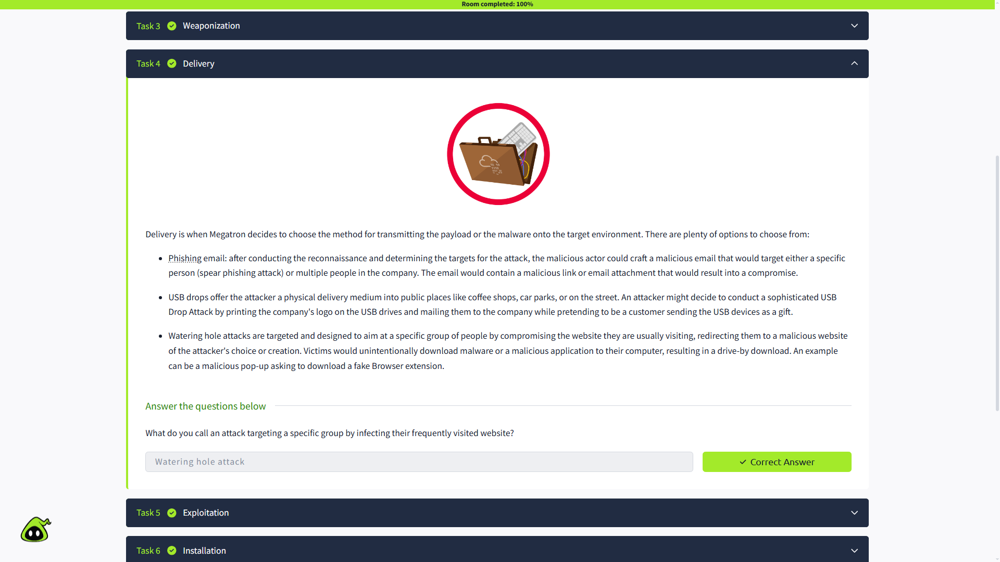 Room completed: 100%
Task 3 Weaponization
Task 4 Delivery
Delivery is when Megatron decides to choose the method for transmitting the payload or the malware onto the target environment. There are plenty of options to choose from:
Phishing email: after conducting the reconnaissance and determining the targets for the attack, the malicious actor could craft a malicious email that would target either a specific
person (spear phishing attack) or multiple people in the company. The email would contain a malicious link or email attachment that would result into a compromise.
USB drops offer the attacker a physical delivery medium into public places like coffee shops, car parks, or on the street. An attacker might decide to conduct a sophisticated USB
Drop Attack by printing the company's logo on the USB drives and mailing them to the company while pretending to be a customer sending the USB devices as a gift.
Watering hole attacks are targeted and designed to aim at a specific group of people by compromising the website they are usually visiting, redirecting them to a malicious website
of the attacker's choice or creation. Victims would unintentionally download malware or a malicious application to their computer, resulting in a drive-by download. An example
can be a malicious pop-up asking to download a fake Browser extension.
Answer the questions below
What do you call an attack targeting a specific group by infecting their frequently visited website?
Watering hole attack
Correct Answer
Task 5 Exploitation
Task 6 Installation